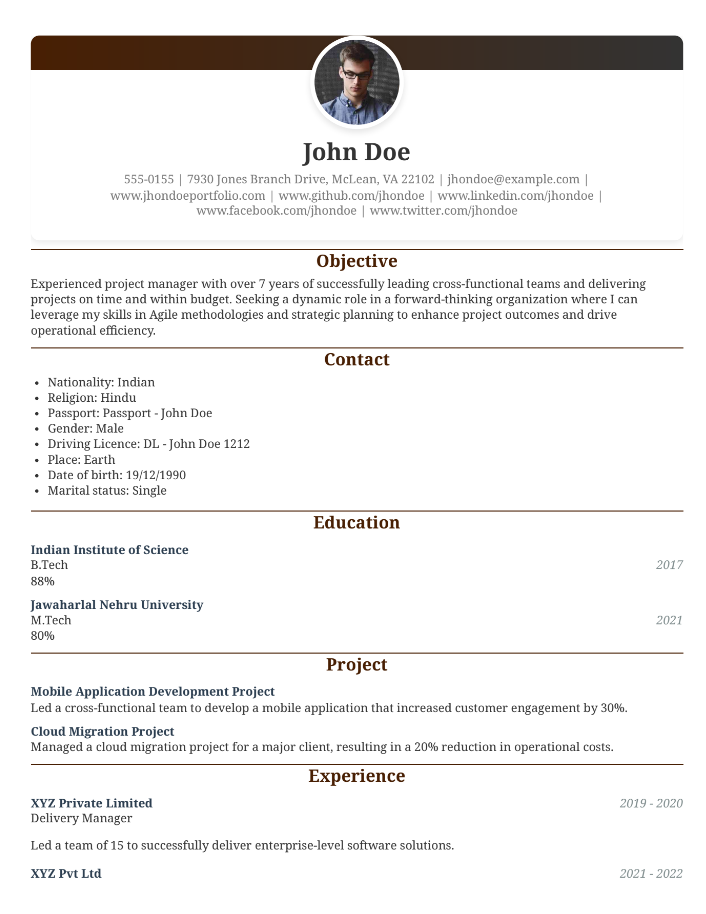 John Doe
555-0155 | 7930 Jones Branch Drive, McLean, VA 22102 | jhondoe@example.com |
www.jhondoeportfolio.com | www.github.com/jhondoe | www.linkedin.com/jhondoe |
www.facebook.com/jhondoe | www.twitter.com/jhondoe
Objective
Experienced project manager with over 7 years of successfully leading cross-functional teams and delivering
projects on time and within budget. Seeking a dynamic role in a forward-thinking organization where I can
leverage my skills in Agile methodologies and strategic planning to enhance project outcomes and drive
operational efficiency.
Contact
• Nationality: Indian
• Religion: Hindu
• Passport: Passport - John Doe
• Gender: Male
• Driving Licence: DL - John Doe 1212
• Place: Earth
• Date of birth: 19/12/1990
• Marital status: Single
Education
Indian Institute of Science
B.Tech 2017
88%
Jawaharlal Nehru University
M.Tech 2021
80%
Project
Mobile Application Development Project
Led a cross-functional team to develop a mobile application that increased customer engagement by 30%.
Cloud Migration Project
Managed a cloud migration project for a major client, resulting in a 20% reduction in operational costs.
Experience
XYZ Private Limited 2019 - 2020
Delivery Manager
Led a team of 15 to successfully deliver enterprise-level software solutions.
XYZ Pvt Ltd 2021 - 2022